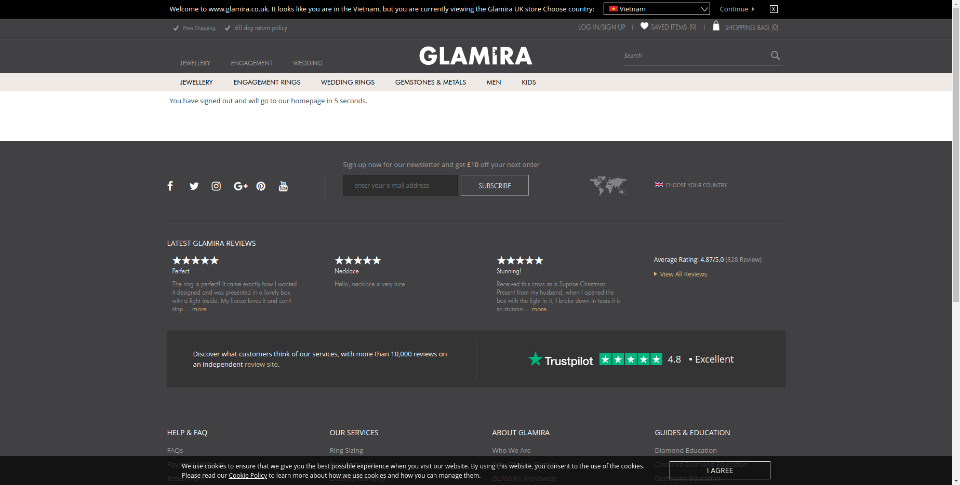 Welcome to www.glamira.co.uk. It looks like you are in the Vietnam, but you are currently viewing the Glamira UK store Choose country: Vietnam Continue
Free Shipping 60 day return policy LOG IN/SIGN UP | SAVED ITEMS (0) | SHOPPING BAG (0)
JEWELLERY ENGAGEMENT WEDDING GLAMIRA Search
JEWELLERY ENGAGEMENT RINGS WEDDING RINGS GEMSTONES & METALS MEN KIDS
You have signed out and will go to our homepage in 5 seconds.
Sign up now for our newsletter and get £10 off your next order
enter your e-mail address SUBSCRIBE CHOOSE YOUR COUNTRY
LATEST GLAMIRA REVIEWS
Perfect
The ring is perfect! It came exactly how I wanted
it designed and was presented in a lovely box
with a light inside. My fiance loves it and can't
stop ... more
Necklace
Hello, necklace is very nice
Stunning!
Received this cross as a Suprise Christmas
Present from my husband, when I opened the
box with the light in it, I broke down in tears it is
so stunnin ... more
Average Rating: 4.87/5.0 (828 Review)
View All Reviews
Discover what customers think of our services, with more than 10,000 reviews on
an independent review site.
Trustpilot 4.8 • Excellent
HELP & FAQ OUR SERVICES ABOUT GLAMIRA GUIDES & EDUCATION
FAQs Ring Sizing Who We Are Diamond Education
We use cookies to ensure that we give you the best possible experience when you visit our website. By using this website, you consent to the use of the cookies.
Please read our Cookie Policy to learn more about how we use cookies and how you can manage them.
I AGREE